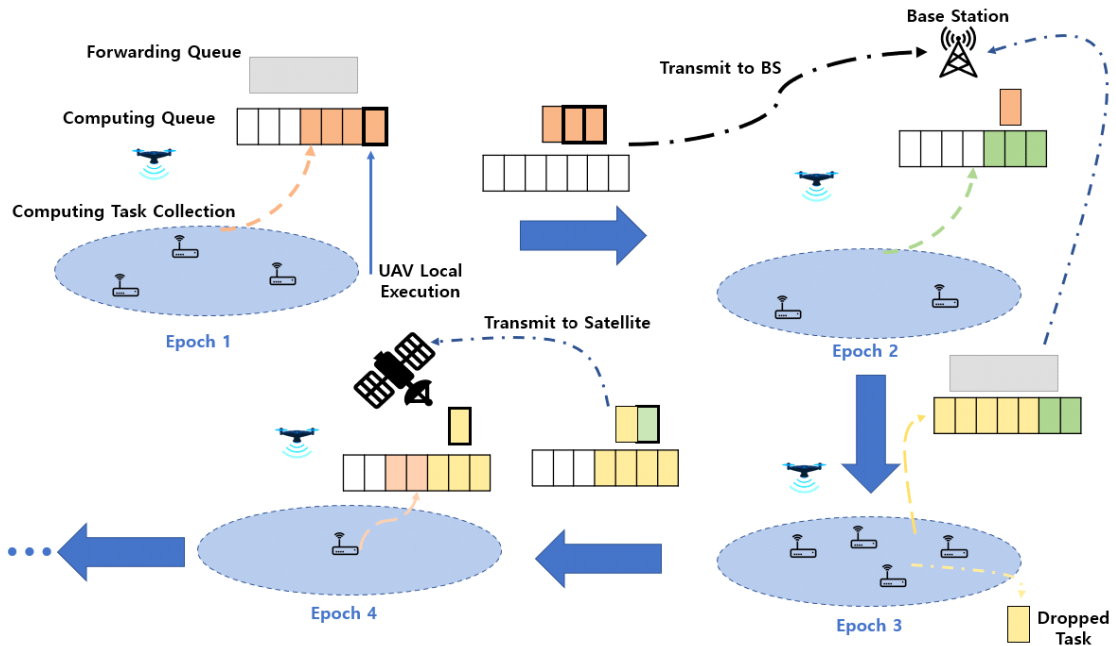 Base Station
Forwarding Queue
Transmit to BS
Computing Queue
Computing Task Collection
UAV Local
Execution
Epoch 1
Epoch 2
Transmit to Satellite
Epoch 4
Epoch 3
Dropped
Task